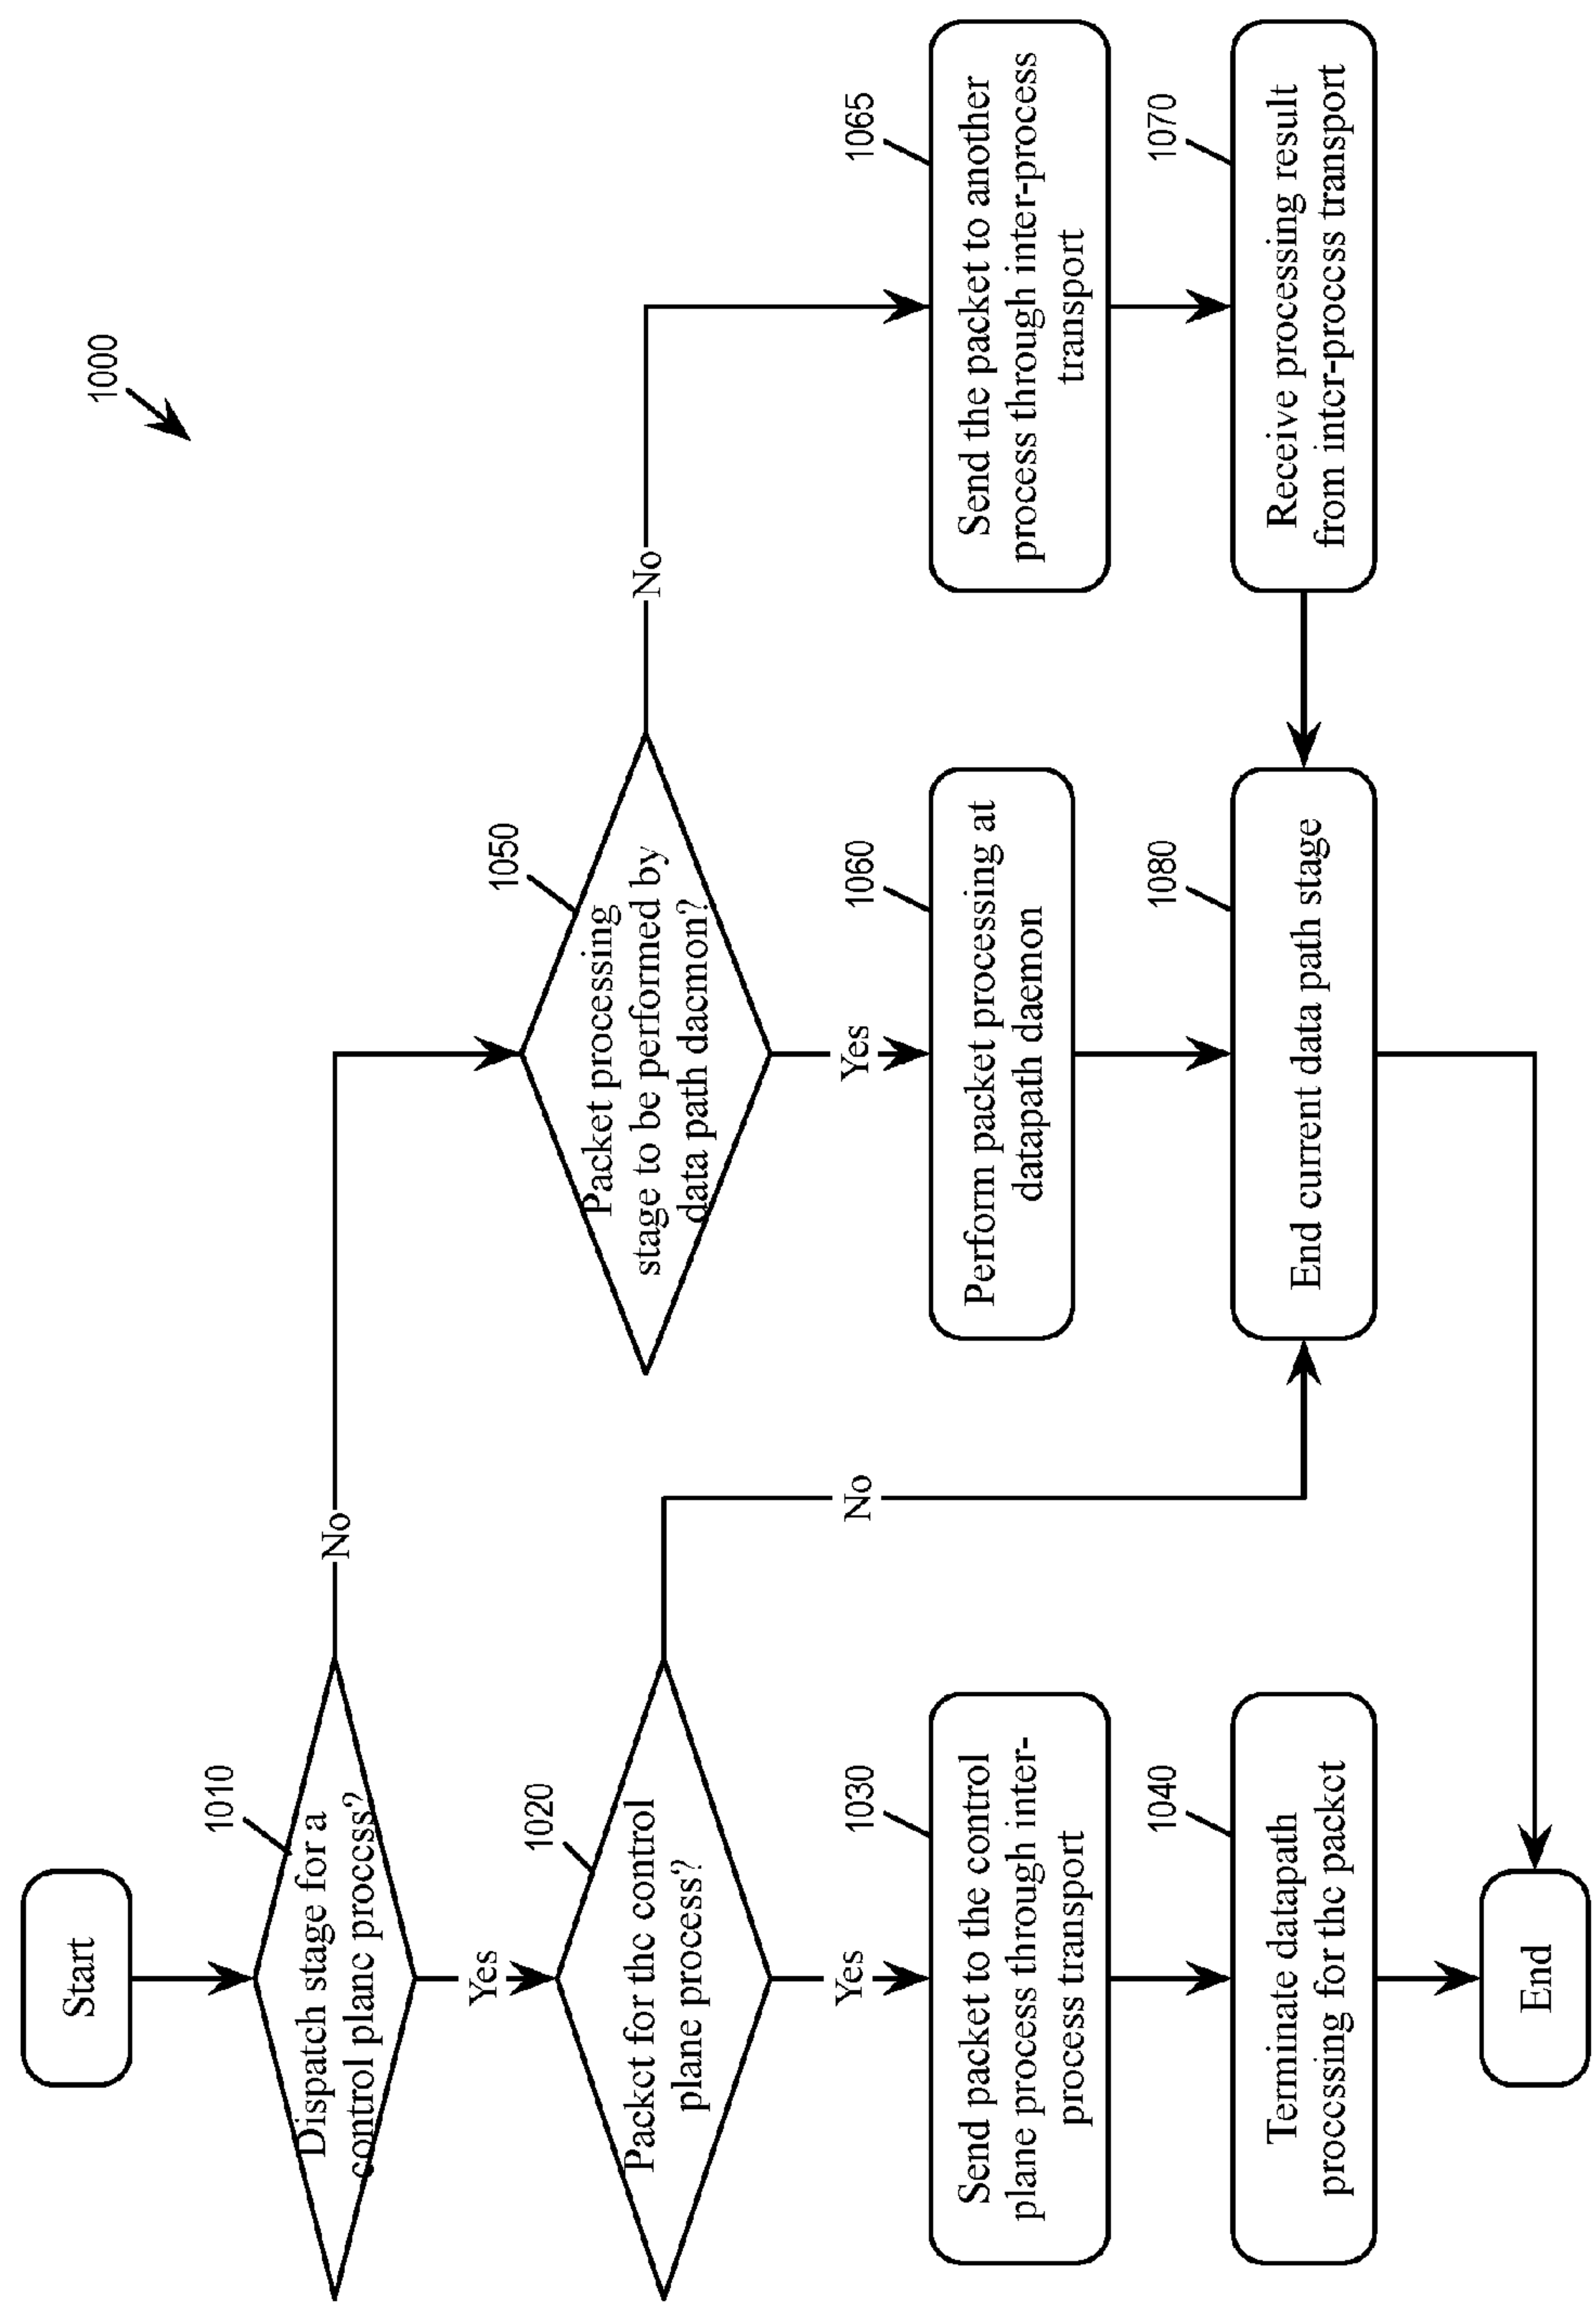 1000
Start
1010
Dispatch stage for a
control plane process?
No
Yes
1020
Packet for the control
plane process?
No
Yes
1030
Send packet to the control
plane process through inter-
process transport
1040
Terminate datapath
processing for the packet
1050
Packet processing
stage to be performed by
data path daemon?
No
Yes
1060
Perform packet processing at
datapath daemon
1065
Send the packet to another
process through inter-process
transport
1070
Receive processing result
from inter-process transport
1080
End current data path stage
End